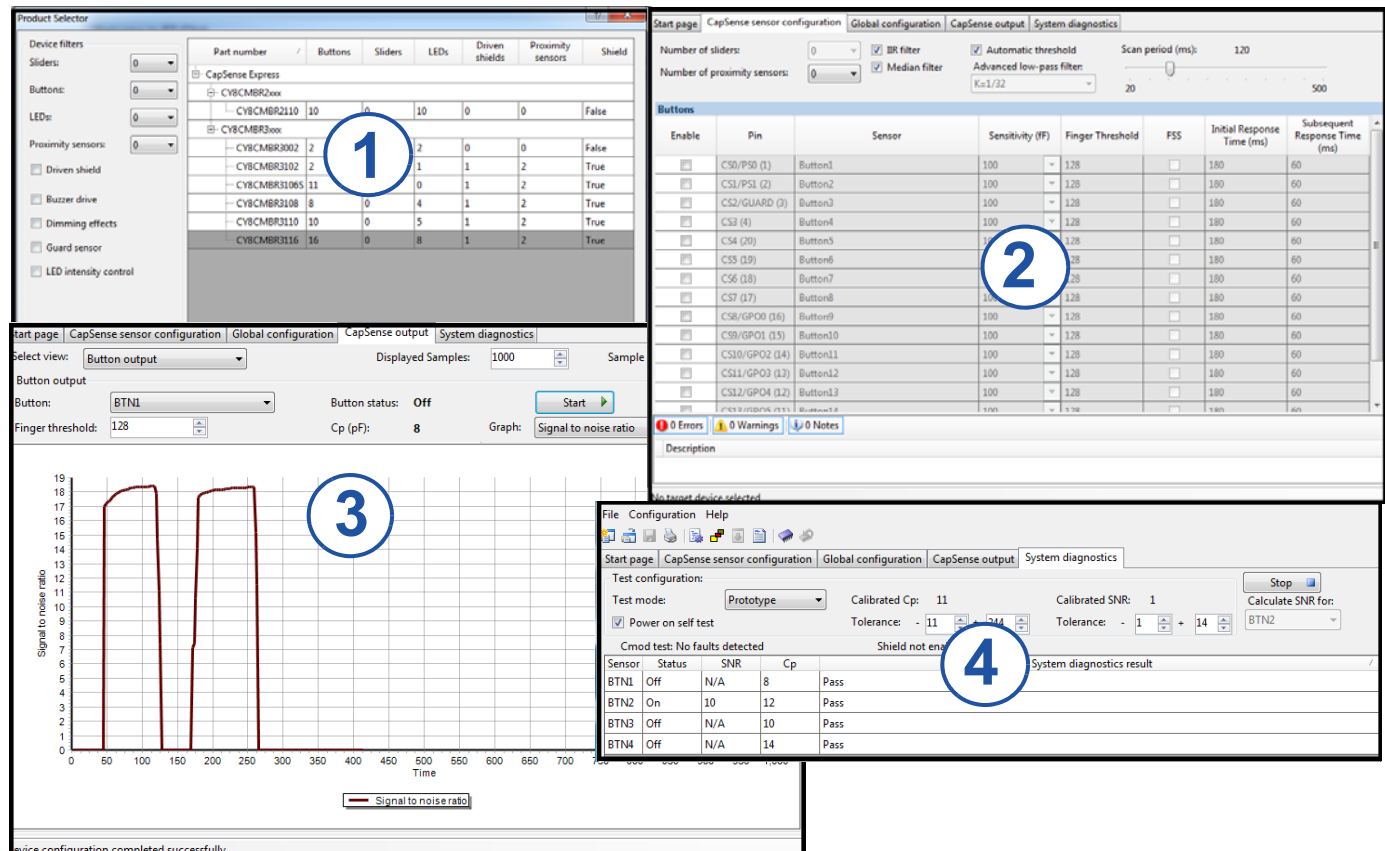 Product Selector
Device filters
Sliders: 0
Buttons: 0
LEDs: 0
Proximity sensors: 0
Driven shield
Buzzer drive
Dimming effects
Guard sensor
LED intensity control
Part number Buttons Sliders LEDs Driven shields Proximity sensors Shield
CapSense Express
CY8CMBR2xxx
CY8CMBR2110 10 0 10 0 0 False
CY8CMBR3xxx
CY8CMBR3002 2 2 0 0 False
CY8CMBR3102 2 1 1 2 True
CY8CMBR3106S 11 0 1 2 True
CY8CMBR3108 8 0 4 1 2 True
CY8CMBR3110 10 0 5 1 2 True
CY8CMBR3116 16 0 8 1 2 True
1
Start page CapSense sensor configuration Global configuration CapSense output System diagnostics
Number of sliders: 0 IIR filter Automatic threshold Scan period (ms): 120
Number of proximity sensors: 0 Median filter Advanced low-pass filter:
K=1/32 20 500
Buttons
Enable Pin Sensor Sensitivity (fF) Finger Threshold FSS Initial Response Time (ms) Subsequent Response Time (ms)
CS0/PS0 (1) Button1 100 128 180 60
CS1/PS1 (2) Button2 100 128 180 60
CS2/GUARD (3) Button3 100 128 180 60
CS3 (4) Button4 100 128 180 60
CS4 (20) Button5 128 180 60
CS5 (19) Button6 180 60
CS6 (18) Button7 180 60
CS7 (17) Button8 128 180 60
CS8/GPO0 (16) Button9 100 128 180 60
CS9/GPO1 (15) Button10 100 128 180 60
CS10/GPO2 (14) Button11 100 128 180 60
CS11/GPO3 (13) Button12 100 128 180 60
CS12/GPO4 (12) Button13 100 128 180 60
CS13/GPO5 (11) Button14 100 128 180 60
2
0 Errors 0 Warnings 0 Notes
Description
No target device selected
CapSense sensor configuration Global configuration CapSense output System diagnostics
Select view: Button output Displayed Samples: 1000 Sample
Button output
Button: BTN1 Button status: Off Start
Finger threshold: 128 Cp (pF): 8 Graph: Signal to noise ratio
3
Signal to noise ratio
19
18
17
16
15
14
13
12
11
10
9
8
7
6
5
4
3
2
1
0
0 50 100 150 200 250 300 350 400 450 500 550 600 650 700
Time
Signal to noise ratio
File Configuration Help
Start page CapSense sensor configuration Global configuration CapSense output System diagnostics
Test configuration: Stop
Test mode: Prototype Calibrated Cp: 11 Calibrated SNR: 1 Calculate SNR for:
Power on self test Tolerance: - 11 + 244 Tolerance: - 1 + 14 BTN2
Cmod test: No faults detected Shield not
Sensor Status SNR Cp System diagnostics result
BTN1 Off N/A 8 Pass
BTN2 On 10 12 Pass
BTN3 Off N/A 10 Pass
BTN4 Off N/A 14 Pass
4